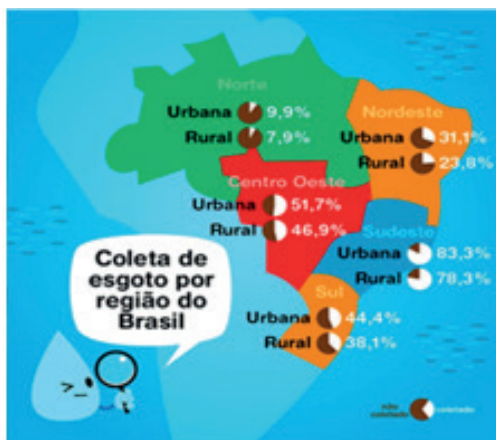 Norte
Urbana 9,9%
Rural 7,9%
Nordeste
Urbana 31,1%
Rural 23,8%
Centro Oeste
Urbana 51,7%
Rural 46,9%
Sudeste
Urbana 83,3%
Rural 78,3%
Sul
Urbana 44,4%
Rural 38,1%
Coleta de
esgoto por
região do
Brasil
não
coletado
coletado